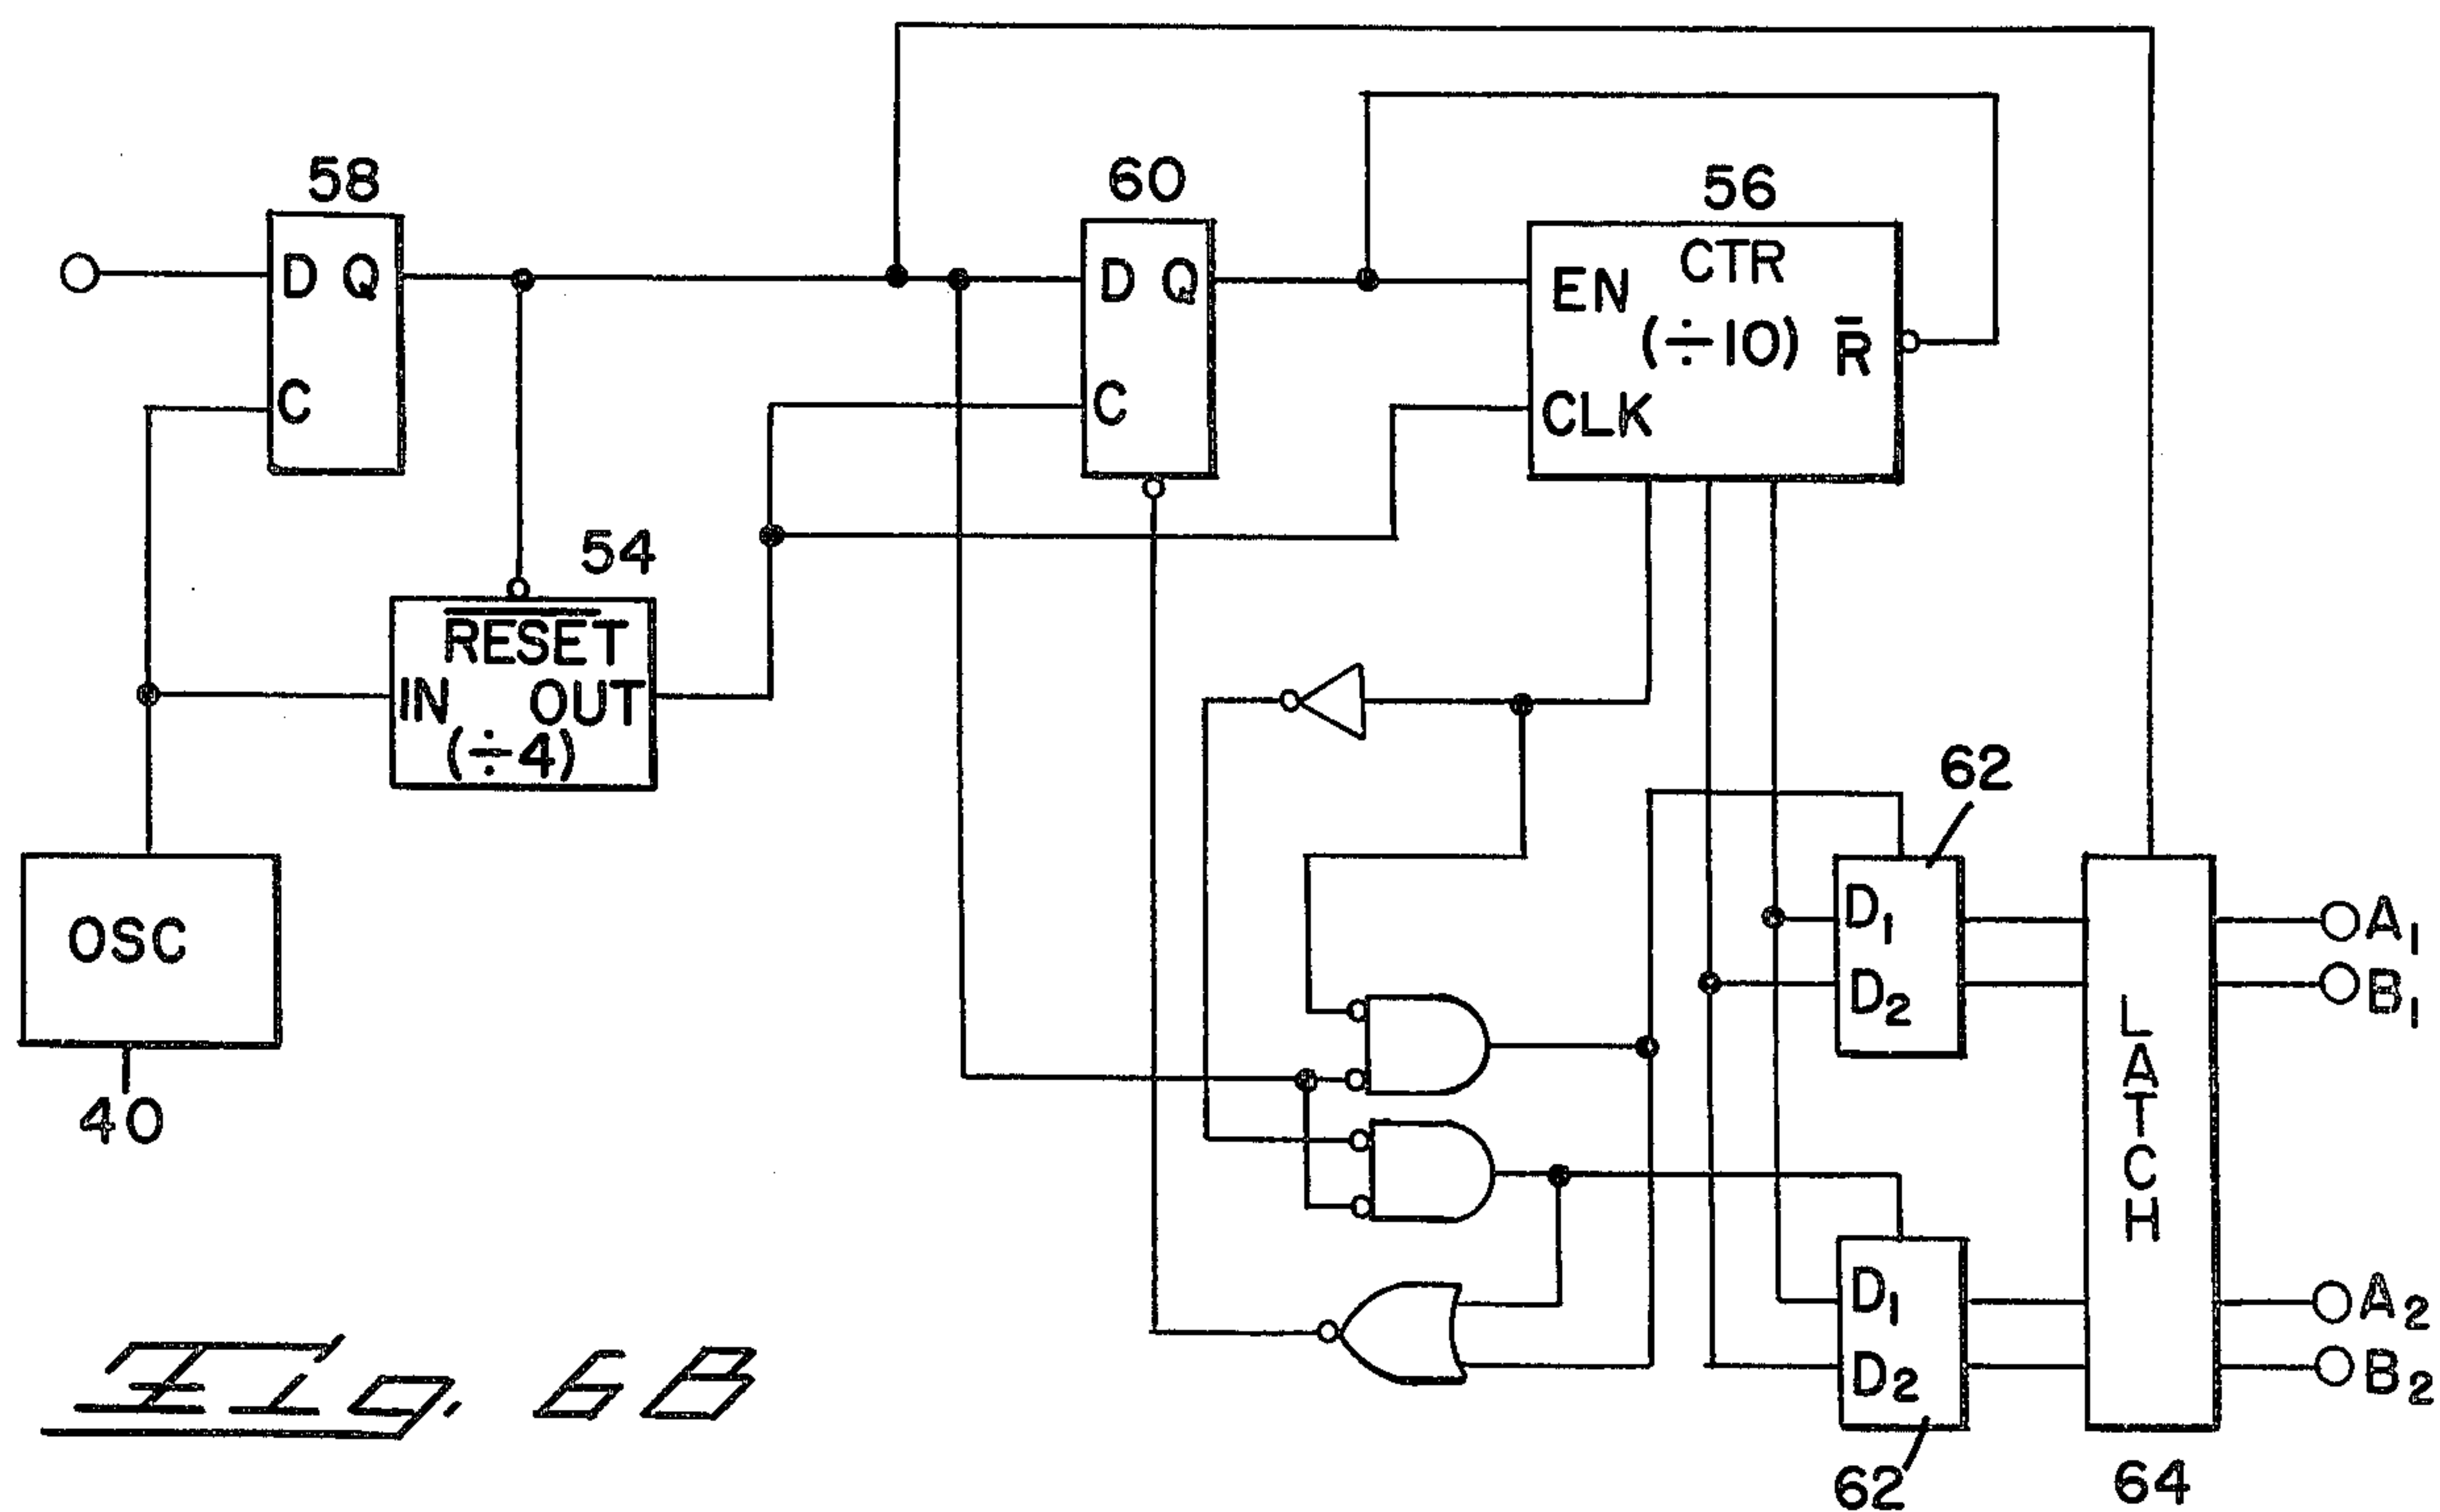 58
60
56
D Q
C
D Q
C
CTR
EN
(÷10)
R̅
CLK
54
R̅E̅S̅E̅T̅
IN OUT
(÷4)
OSC
40
62
D1
D2
A1
B1
LATCH
D1
D2
A2
B2
62
64
Fig. 6B